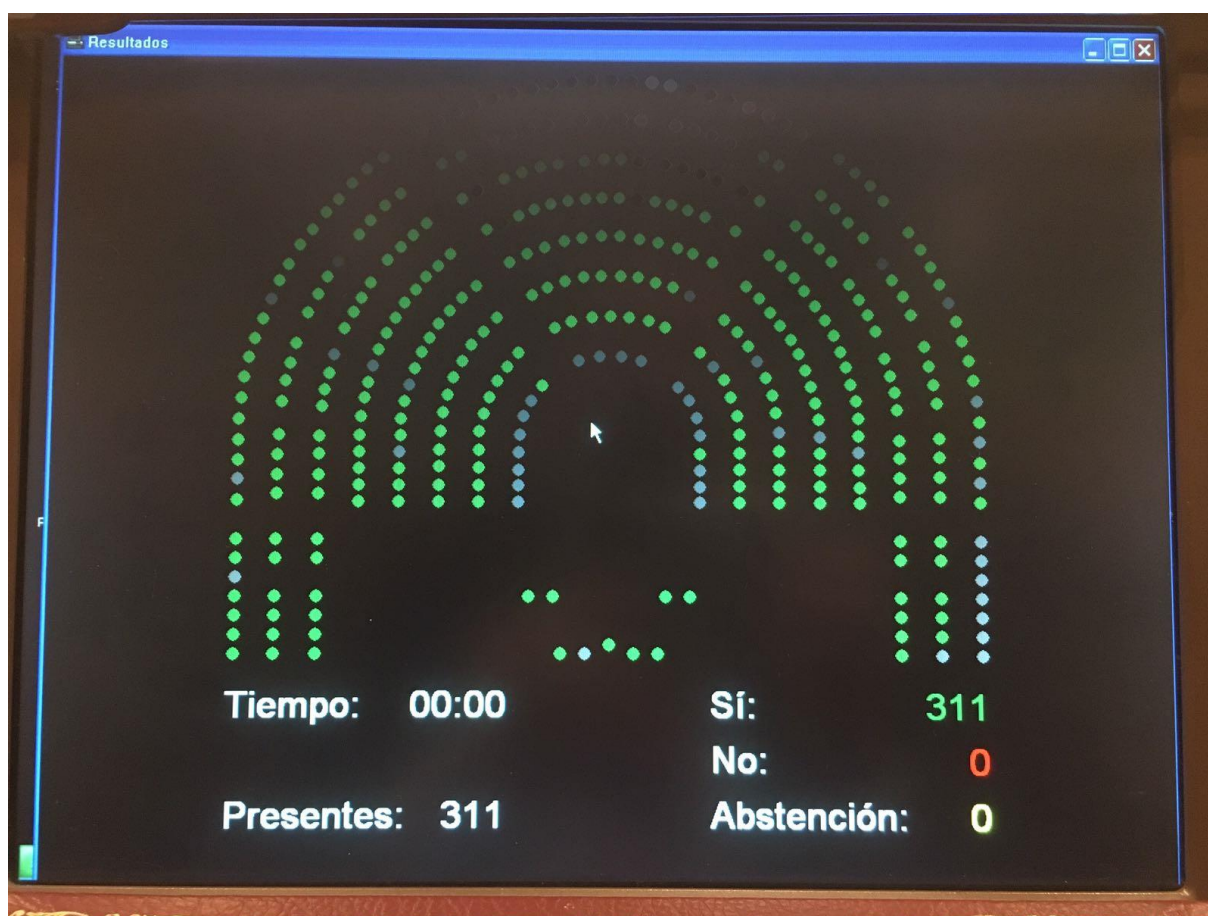 Resultados
Tiempo: 00:00
Sí: 311
No: 0
Presentes: 311
Abstención: 0